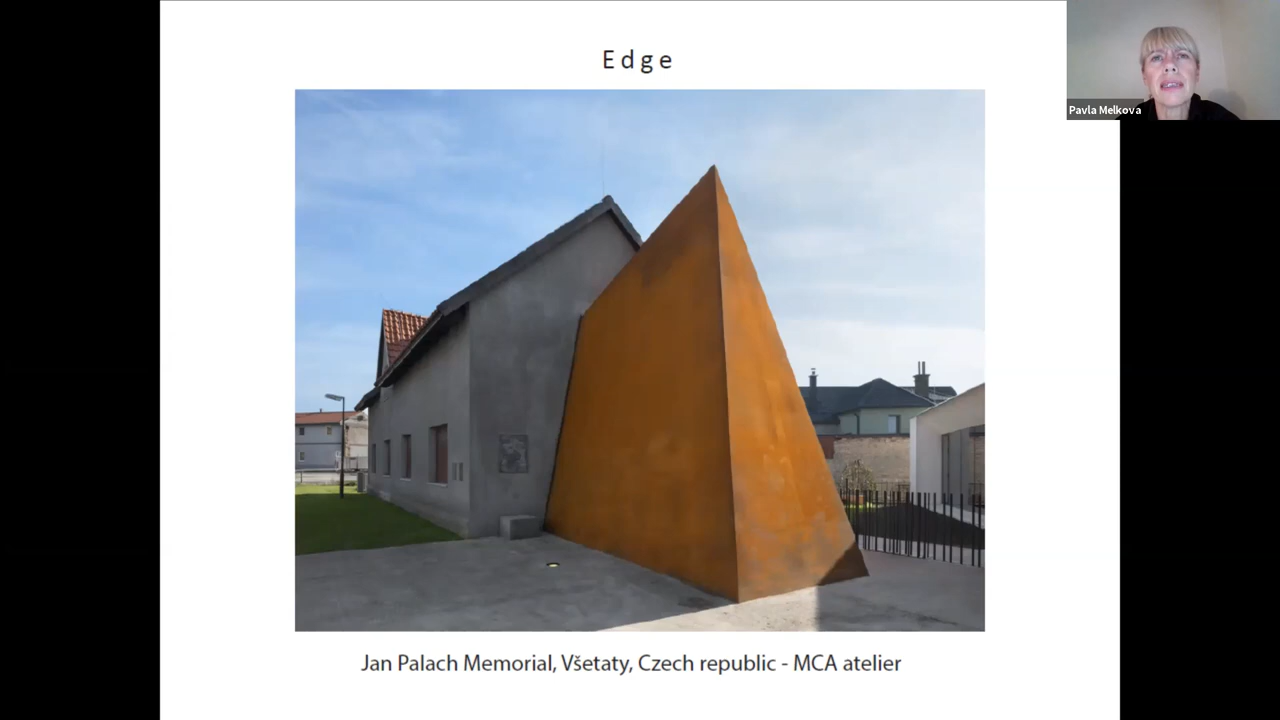 Edge
Pavla Melkova
Jan Palach Memorial, Všetaty, Czech republic - MCA atelier